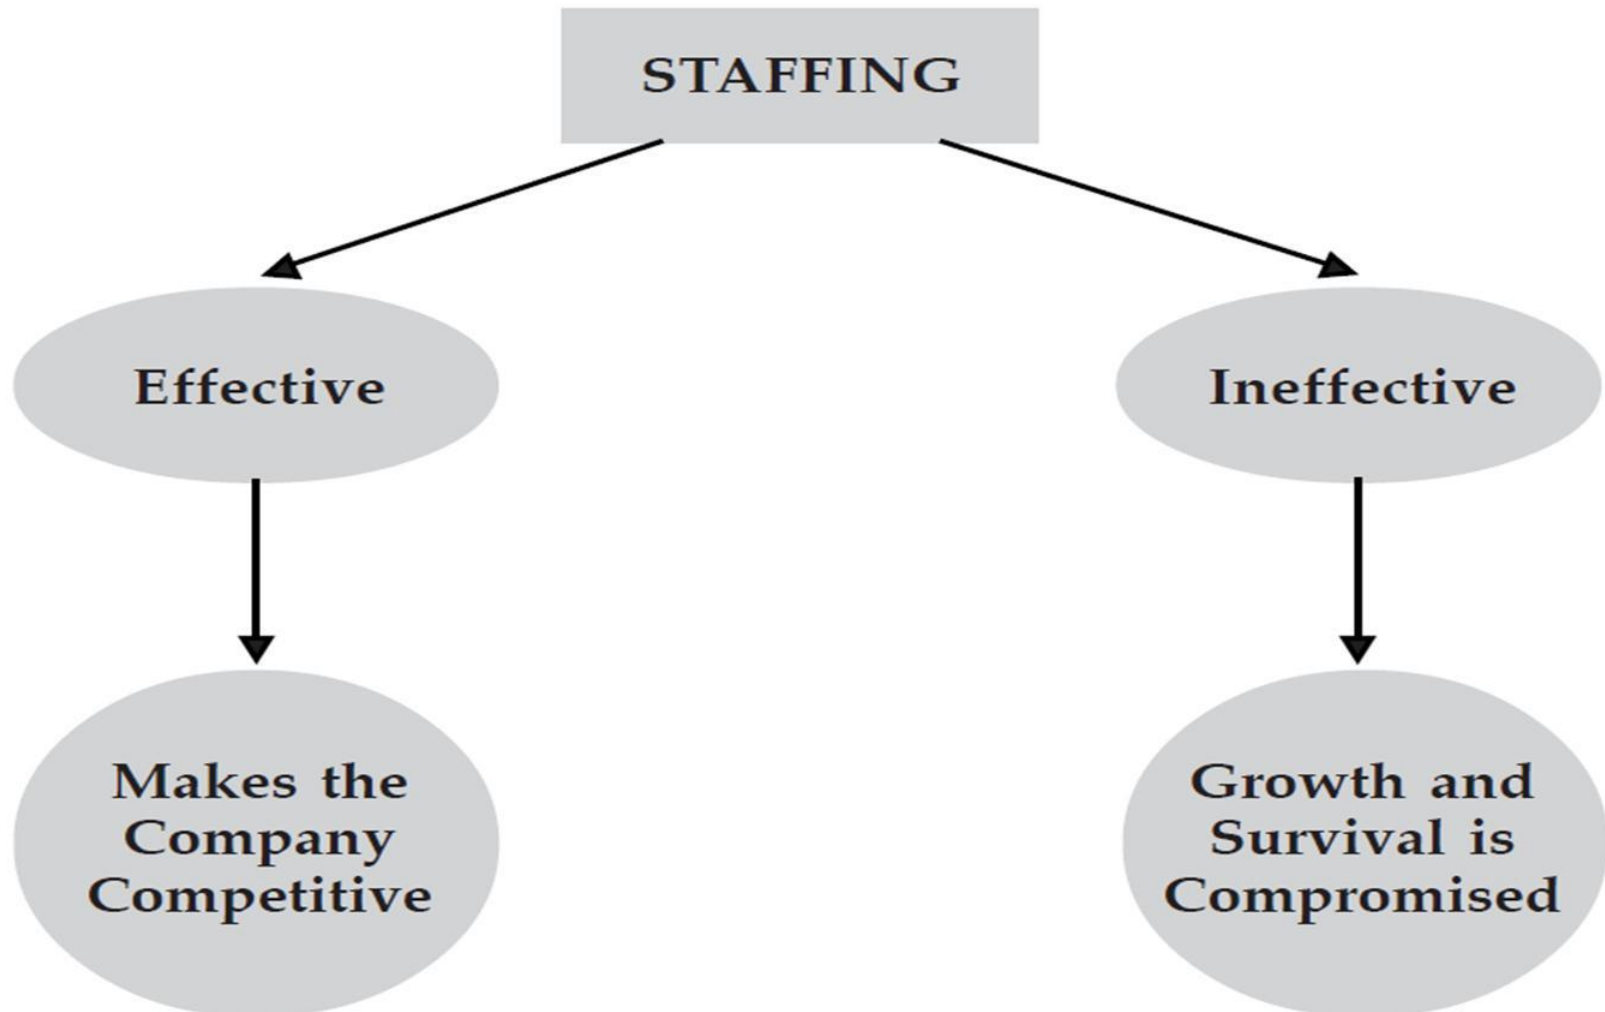 STAFFING
Effective
Ineffective
Makes the
Company
Competitive
Growth and
Survival is
Compromised